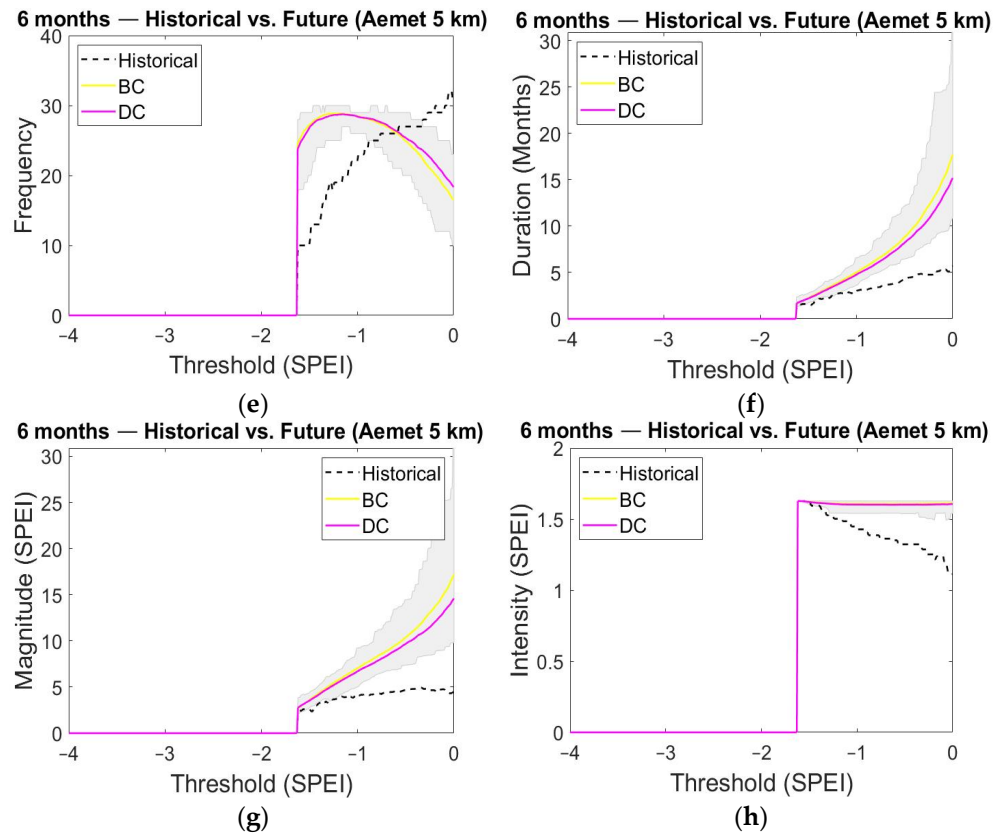 6 months — Historical vs. Future (Aemet 5 km)
Historical
BC
DC
Frequency
40
30
20
10
0
−4 −3 −2 −1 0
Threshold (SPEI)
(e)
6 months — Historical vs. Future (Aemet 5 km)
Historical
BC
DC
Duration (Months)
30
25
20
15
10
5
0
−4 −3 −2 −1 0
Threshold (SPEI)
(f)
6 months — Historical vs. Future (Aemet 5 km)
Historical
BC
DC
Magnitude (SPEI)
30
25
20
15
10
5
0
−4 −3 −2 −1 0
Threshold (SPEI)
(g)
6 months — Historical vs. Future (Aemet 5 km)
Historical
BC
DC
Intensity (SPEI)
2
1.5
1
0.5
0
−4 −3 −2 −1 0
Threshold (SPEI)
(h)